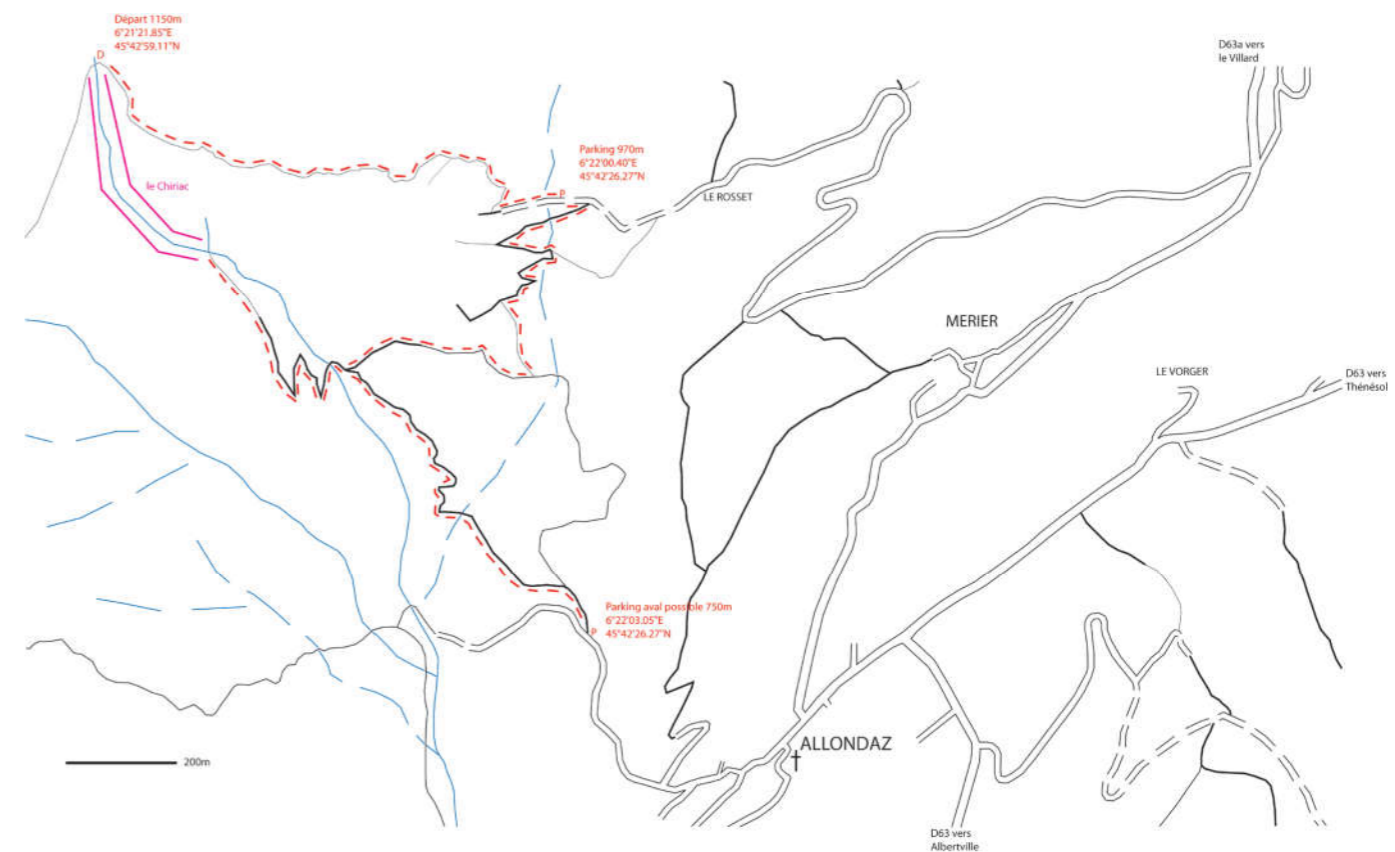 Départ 1150m
6°21'21.85"E
45°42'59.11"N
D
D63a vers
le Villard
Parking 970m
6°22'00.40"E
45°42'26.27"N
P
le Chiriac
LE ROSSET
MERIER
LE VORGER
D63 vers
Thénésol
Parking aval possible 750m
6°22'03.05"E
45°42'26.27"N
P
ALLONDAZ
200m
D63 vers
Albertville